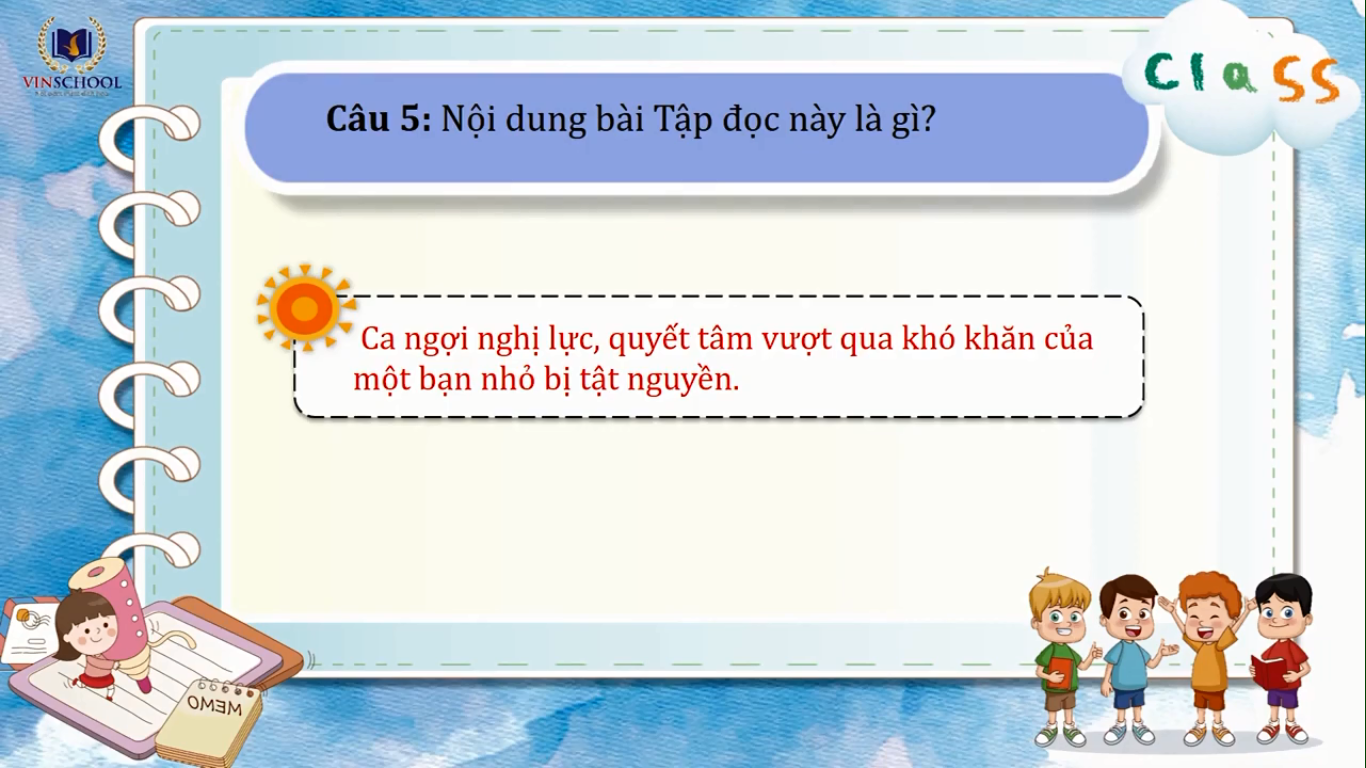 VINSCHOOL
Class
Câu 5: Nội dung bài Tập đọc này là gì?
Ca ngợi nghị lực, quyết tâm vượt qua khó khăn của
một bạn nhỏ bị tật nguyền.
MEMO